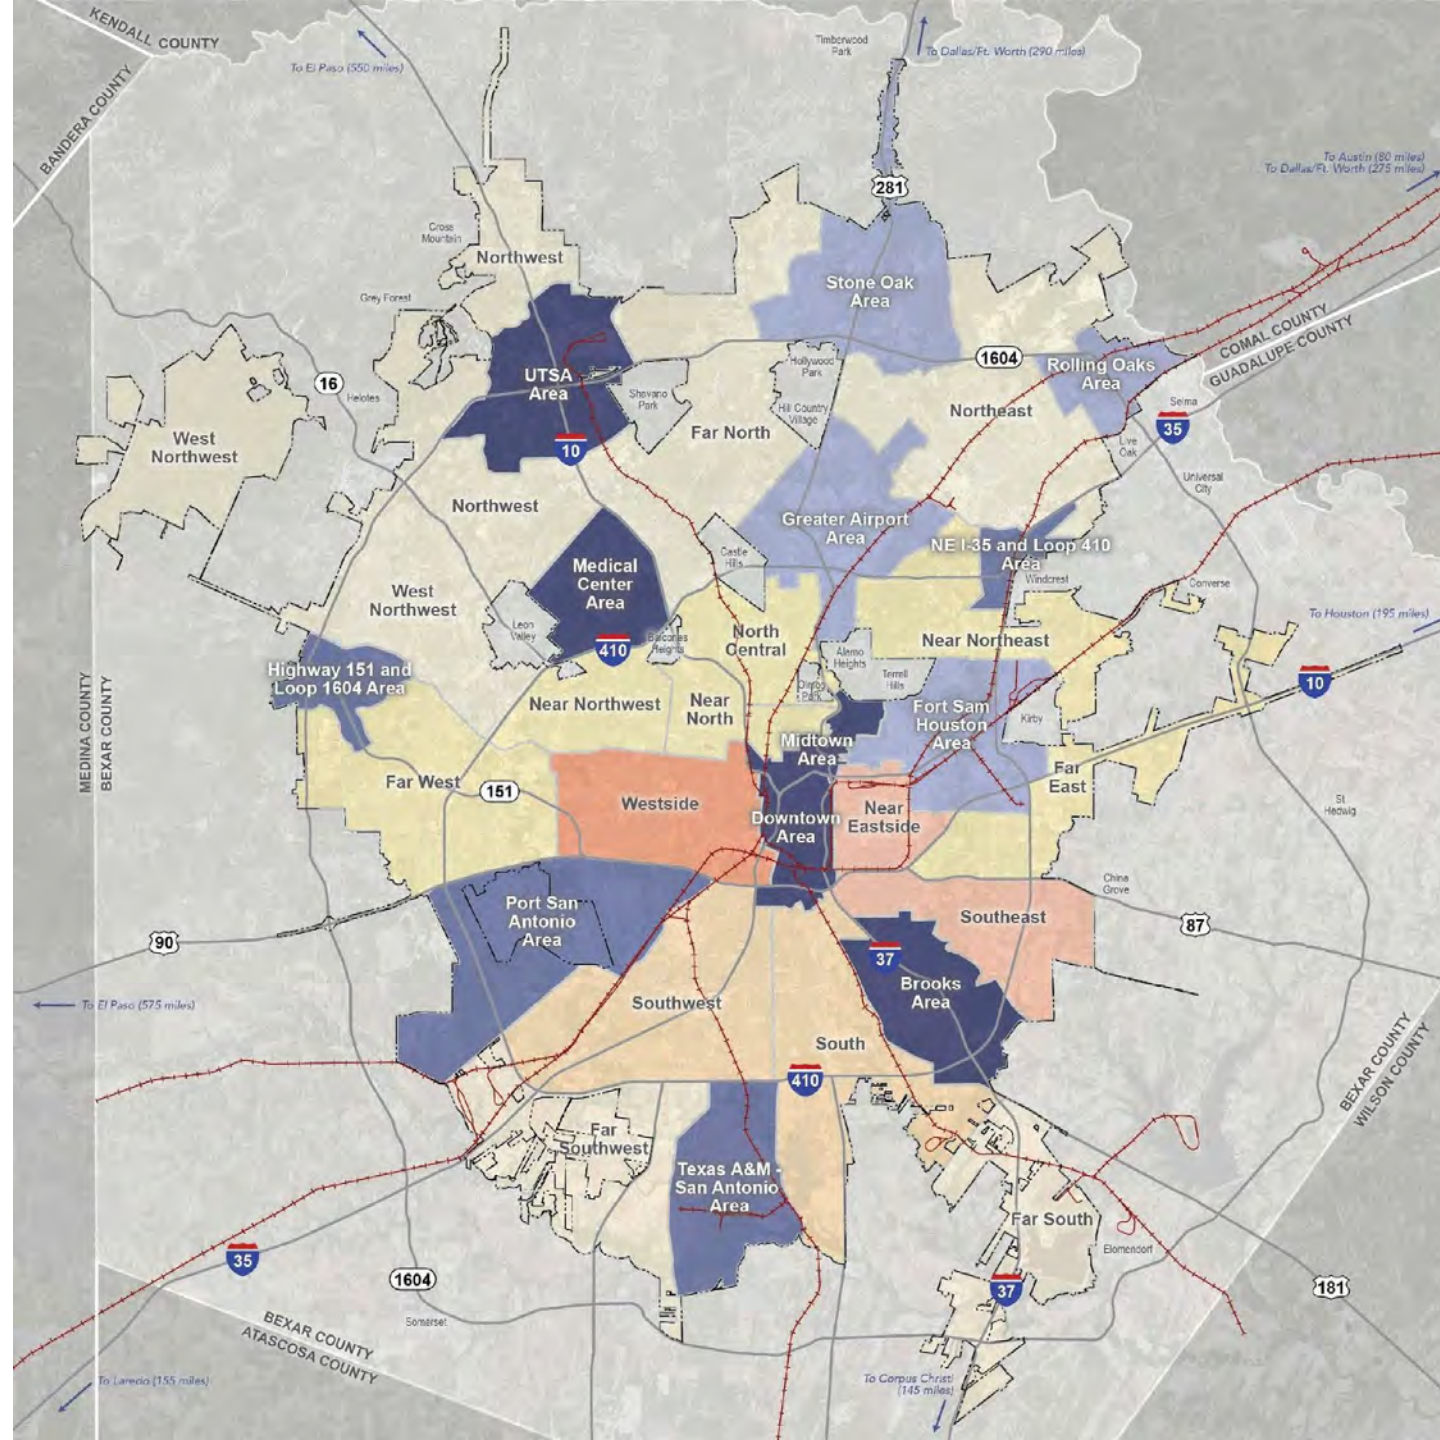 KENDALL COUNTY
BANDERA COUNTY
To El Paso (550 miles)
Timberwood
Park
To Dallas/Ft. Worth (290 miles)
To Austin (80 miles)
To Dallas/Ft. Worth (275 miles)
281
Cross
Mountain
Northwest
Stone Oak
Area
Grey Forest
COMAL COUNTY
GUADALUPE COUNTY
1604
Hollywood
Park
Rolling Oaks
Area
UTSA
Area
16
Helotes
Shavano
Park
Hill Country
Village
Northeast
Selma
35
West
Northwest
Far North
10
Live
Oak
Universal
City
Northwest
Greater Airport
Area
NE I-35 and Loop 410
Area
Castle
Hills
Medical
Center
Area
Windcrest
Converse
West
Northwest
To Houston (195 miles)
Leon
Valley
410
Balcones
Heights
North
Central
Near Northeast
Alamo
Heights
Terrell
Hills
Olmos
Park
Highway 151 and
Loop 1604 Area
10
MEDINA COUNTY
BEXAR COUNTY
Near Northwest
Near
North
Fort Sam
Houston
Area
Kirby
Midtown
Area
Far West
151
Far
East
Westside
Downtown
Area
Near
Eastside
St.
Hedwig
China
Grove
Port San
Antonio
Area
Southeast
87
90
37
Brooks
Area
To El Paso (575 miles)
Southwest
South
410
BEXAR COUNTY
WILSON COUNTY
Far
Southwest
Texas A&M -
San Antonio
Area
Far South
Elmendorf
35
1604
37
181
Somerset
BEXAR COUNTY
ATASCOSA COUNTY
To Laredo (155 miles)
To Corpus Christi
(145 miles)